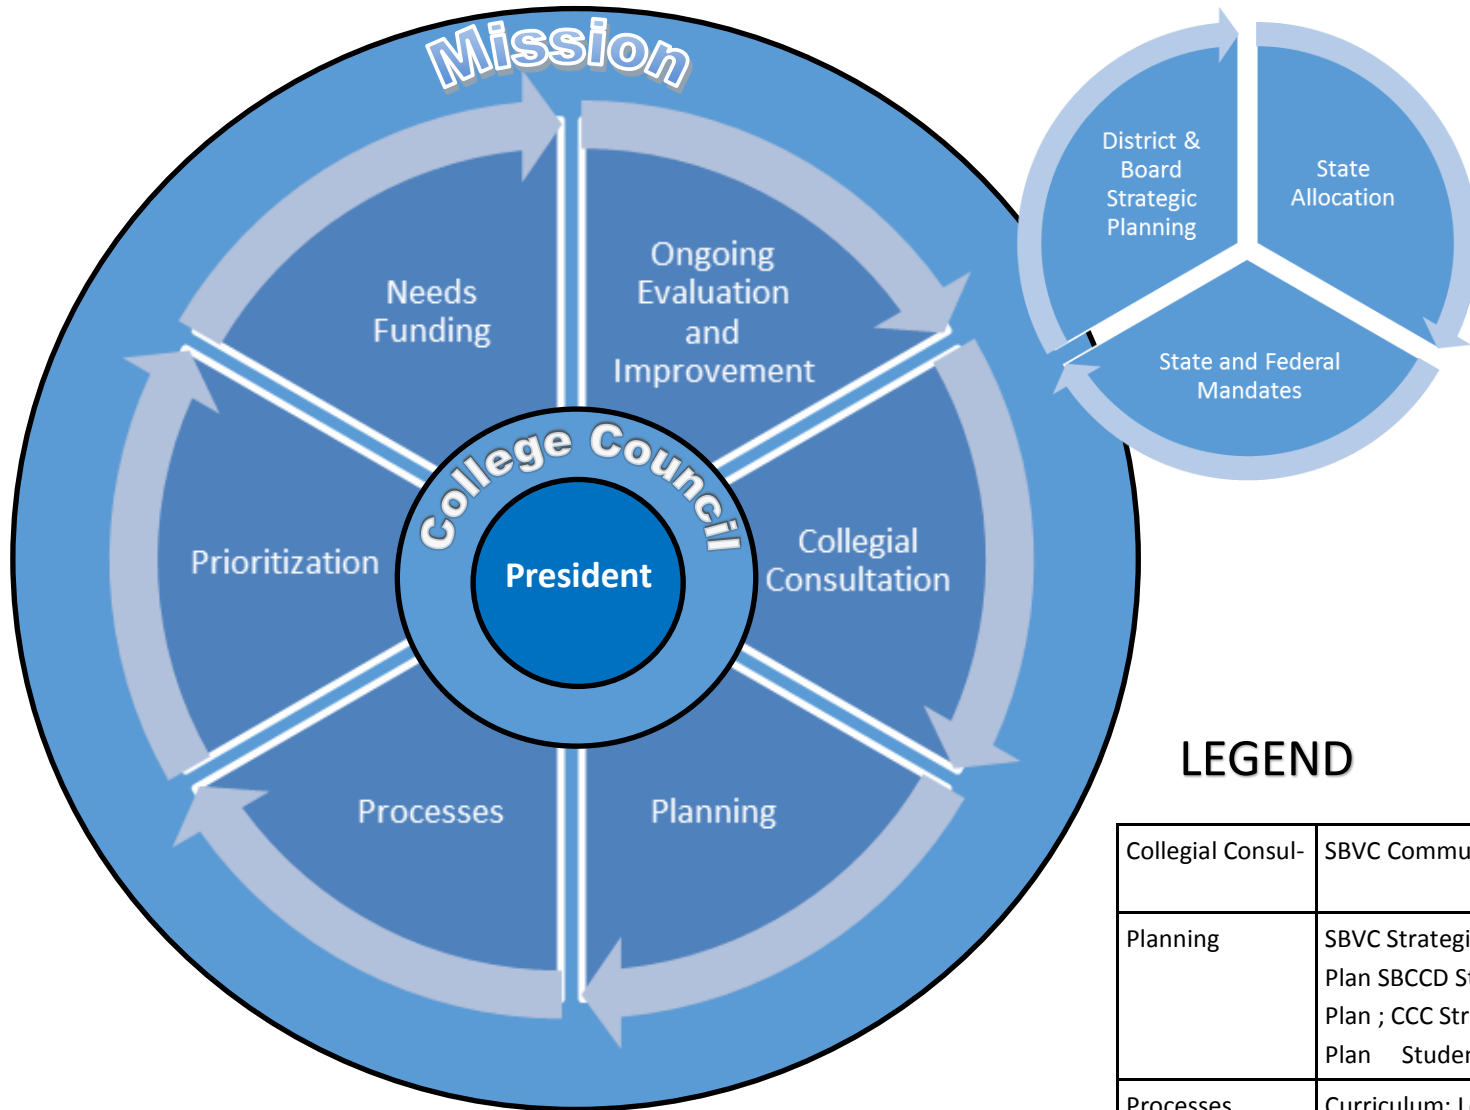 Mission
Needs
Funding
Ongoing
Evaluation
and
Improvement
Prioritization
College Council
President
Collegial
Consultation
Processes
Planning
District &
Board
Strategic
Planning
State
Allocation
State and Federal
Mandates
LEGEND
Collegial Consul-
SBVC Commu
Planning
SBVC Strategi
Plan SBCCD St
Plan ; CCC Str
Plan Studer
Processes
Curriculum; L